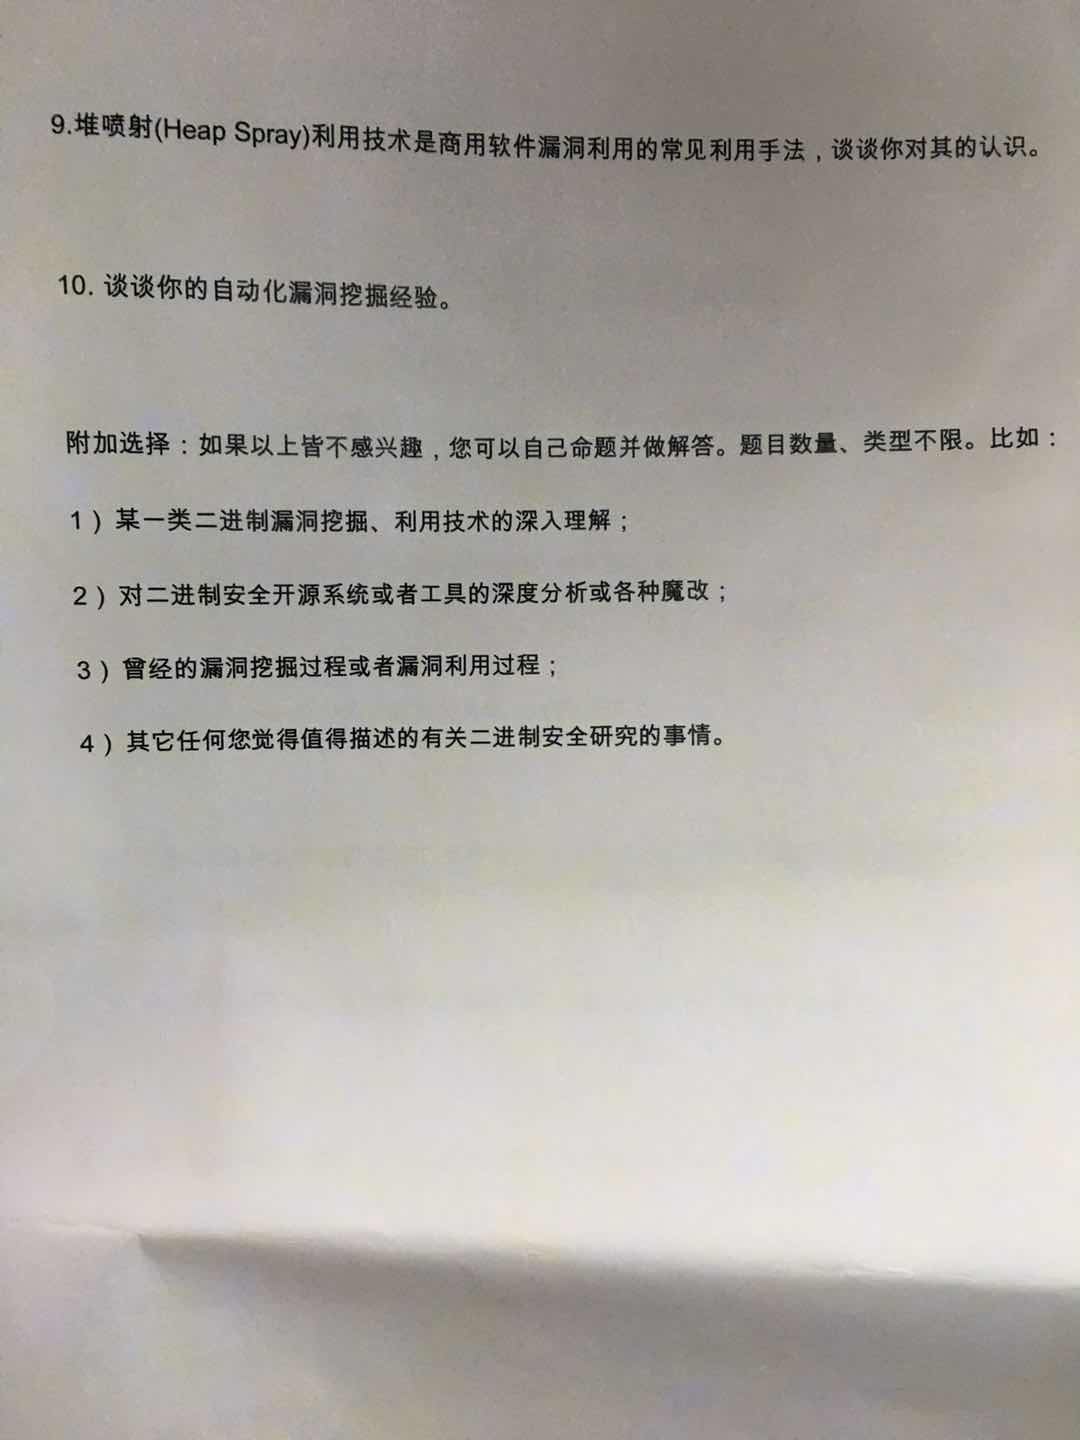 9.堆喷射(Heap Spray)利用技术是商用软件漏洞利用的常见利用手法，谈谈你对其的认识。
10. 谈谈你的自动化漏洞挖掘经验。
附加选择：如果以上皆不感兴趣，您可以自己命题并做解答。题目数量、类型不限。比如：
1）某一类二进制漏洞挖掘、利用技术的深入理解；
2）对二进制安全开源系统或者工具的深度分析或各种魔改；
3）曾经的漏洞挖掘过程或者漏洞利用过程；
4）其它任何您觉得值得描述的有关二进制安全研究的事情。